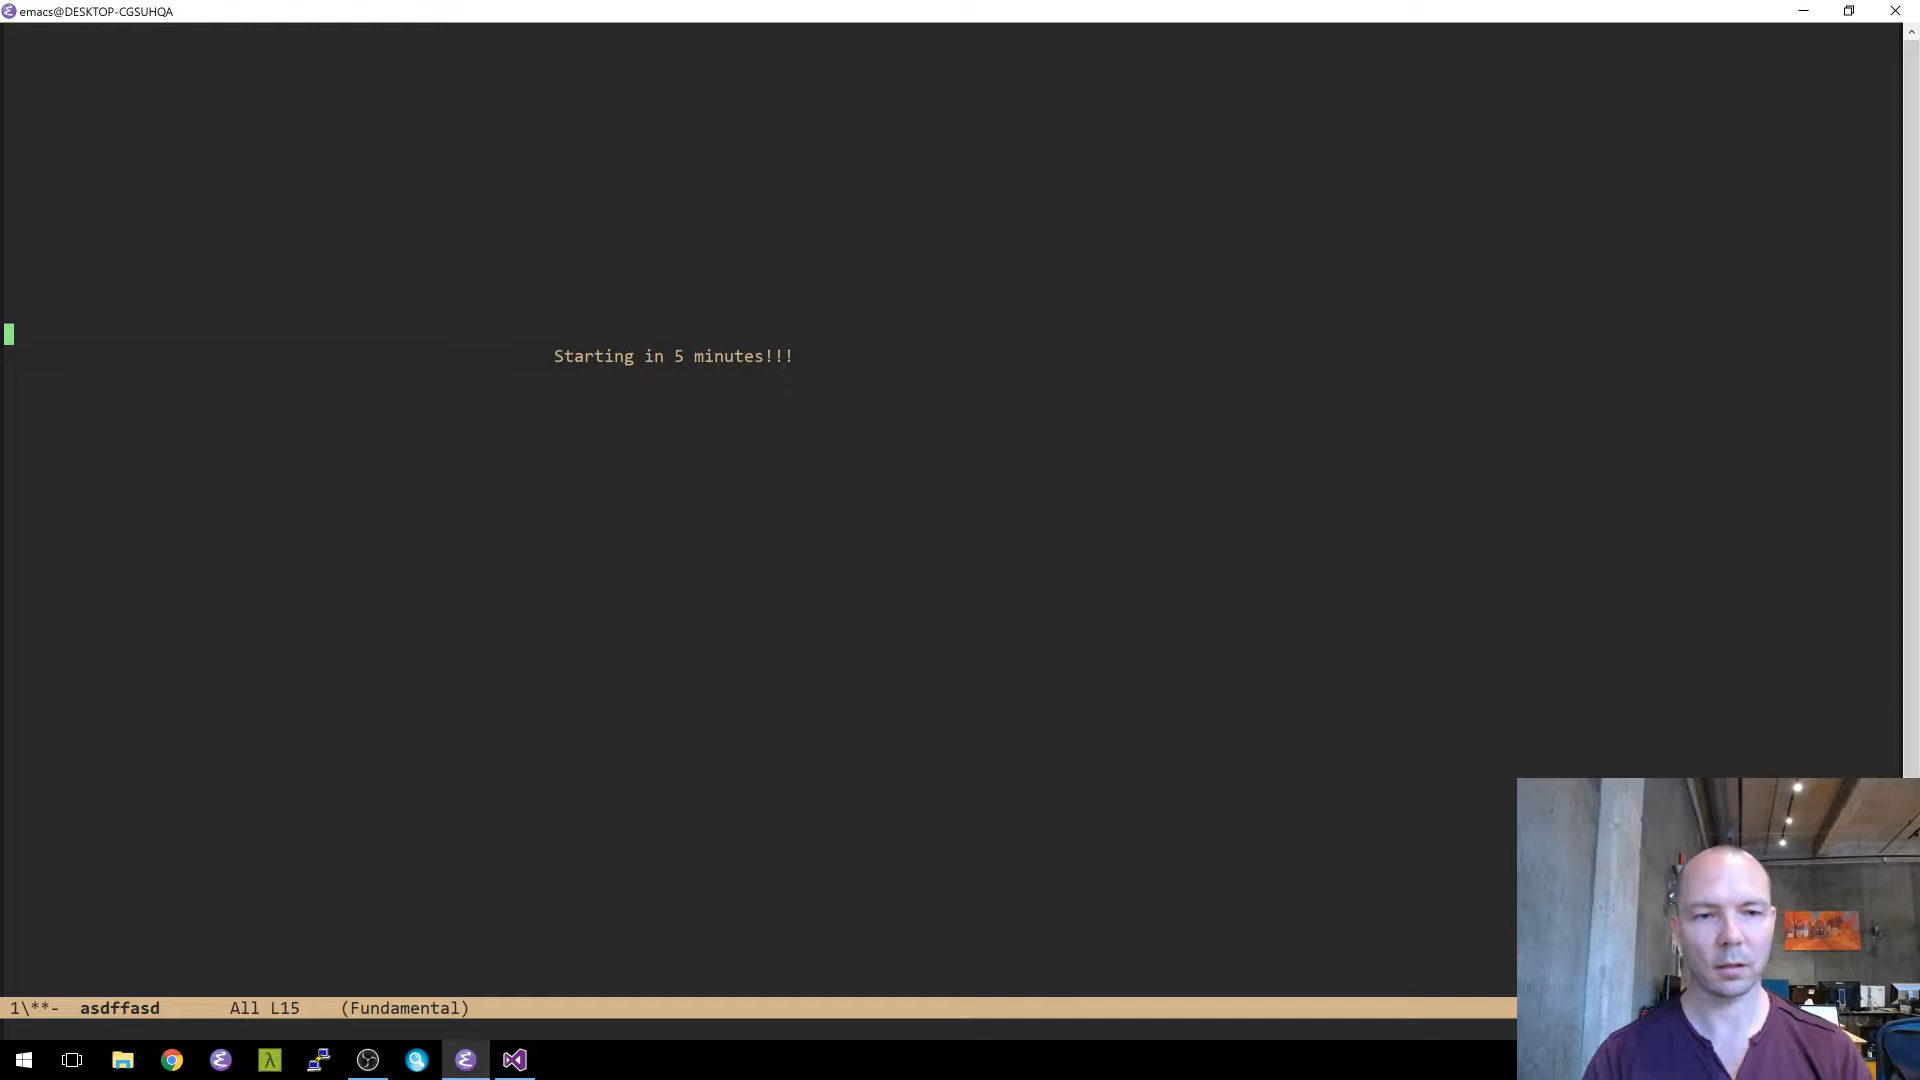 emacs@DESKTOP-CGSUHQA
Starting in 5 minutes!!!
1\**-  asdffasd       All L15    (Fundamental)